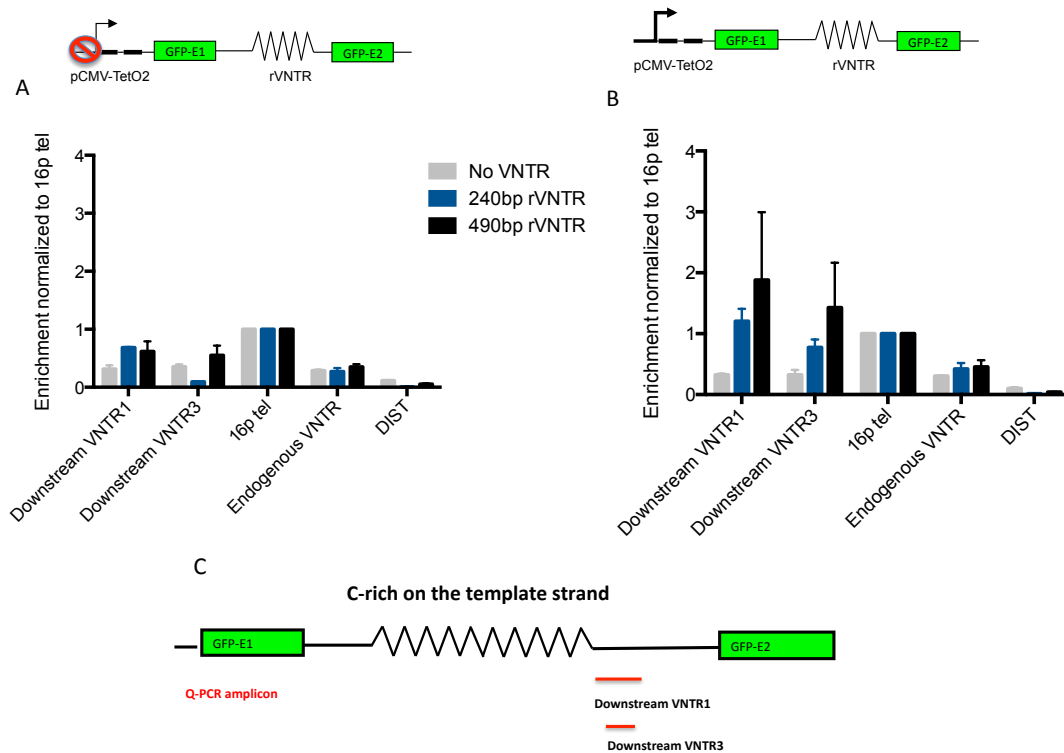 GFP-E1
GFP-E2
pCMV-TetO2
rVNTR
A
Enrichment normalized to 16p tel
4
3
2
1
0
Downstream VNTR1
Downstream VNTR3
16p tel
Endogenous VNTR
DIST
No VNTR
240bp rVNTR
490bp rVNTR
GFP-E1
GFP-E2
pCMV-TetO2
rVNTR
B
Enrichment normalized to 16p tel
4
3
2
1
0
Downstream VNTR1
Downstream VNTR3
16p tel
Endogenous VNTR
DIST
C
C-rich on the template strand
GFP-E1
GFP-E2
Q-PCR amplicon
Downstream VNTR1
Downstream VNTR3